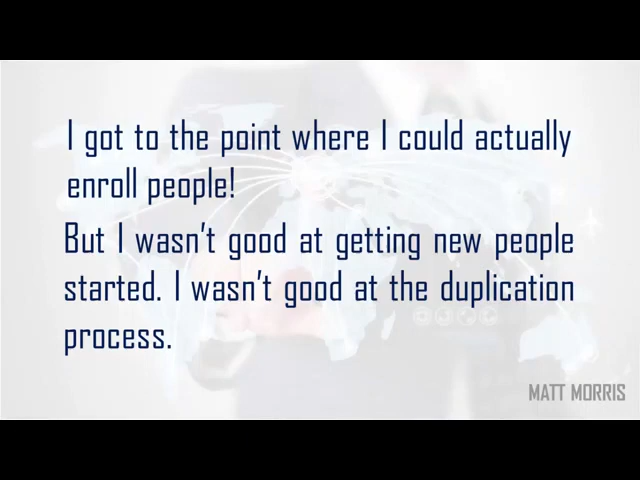 I got to the point where I could actually
enroll people!
But I wasn't good at getting new people
started. I wasn't good at the duplication
process.
MATT MORRIS